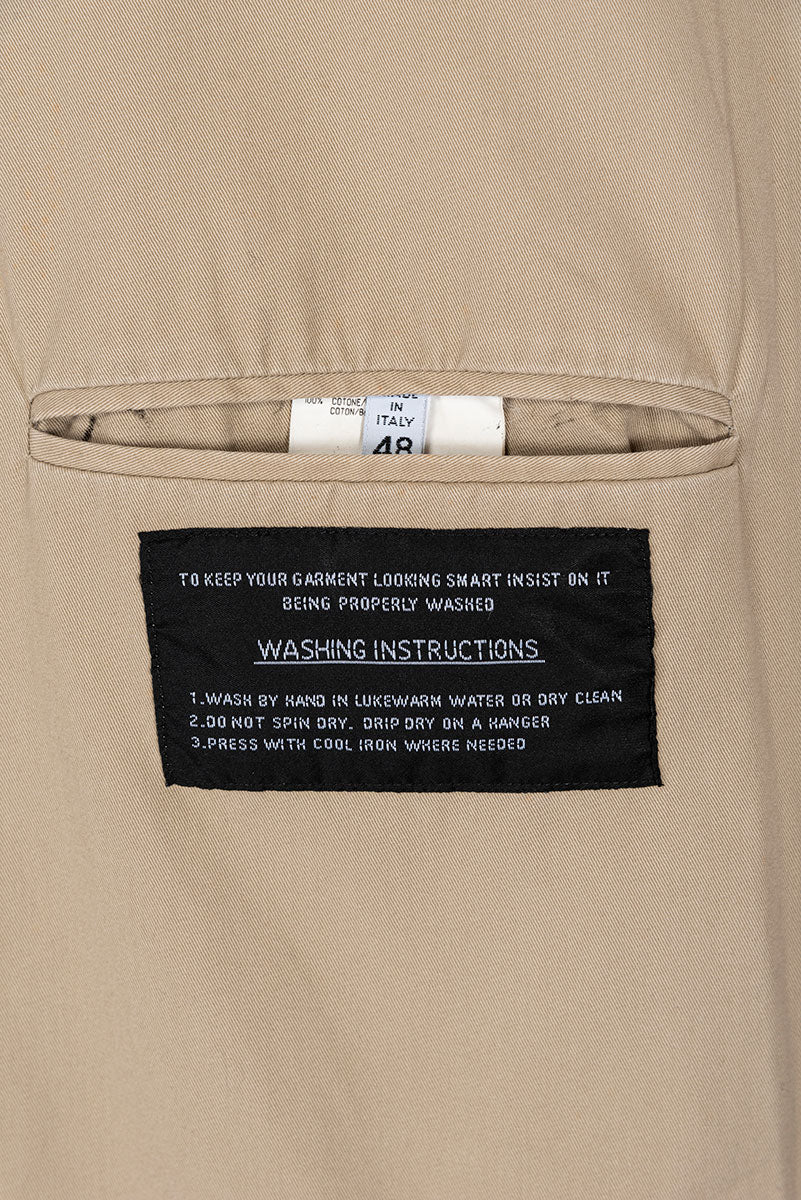 100% COTONE/
COTON/
MADE
IN
ITALY
48
TO KEEP YOUR GARMENT LOOKING SMART INSIST ON IT
BEING PROPERLY WASHED
WASHING INSTRUCTIONS
1.WASH BY HAND IN LUKEWARM WATER OR DRY CLEAN
2.DO NOT SPIN DRY. DRIP DRY ON A HANGER
3.PRESS WITH COOL IRON WHERE NEEDED